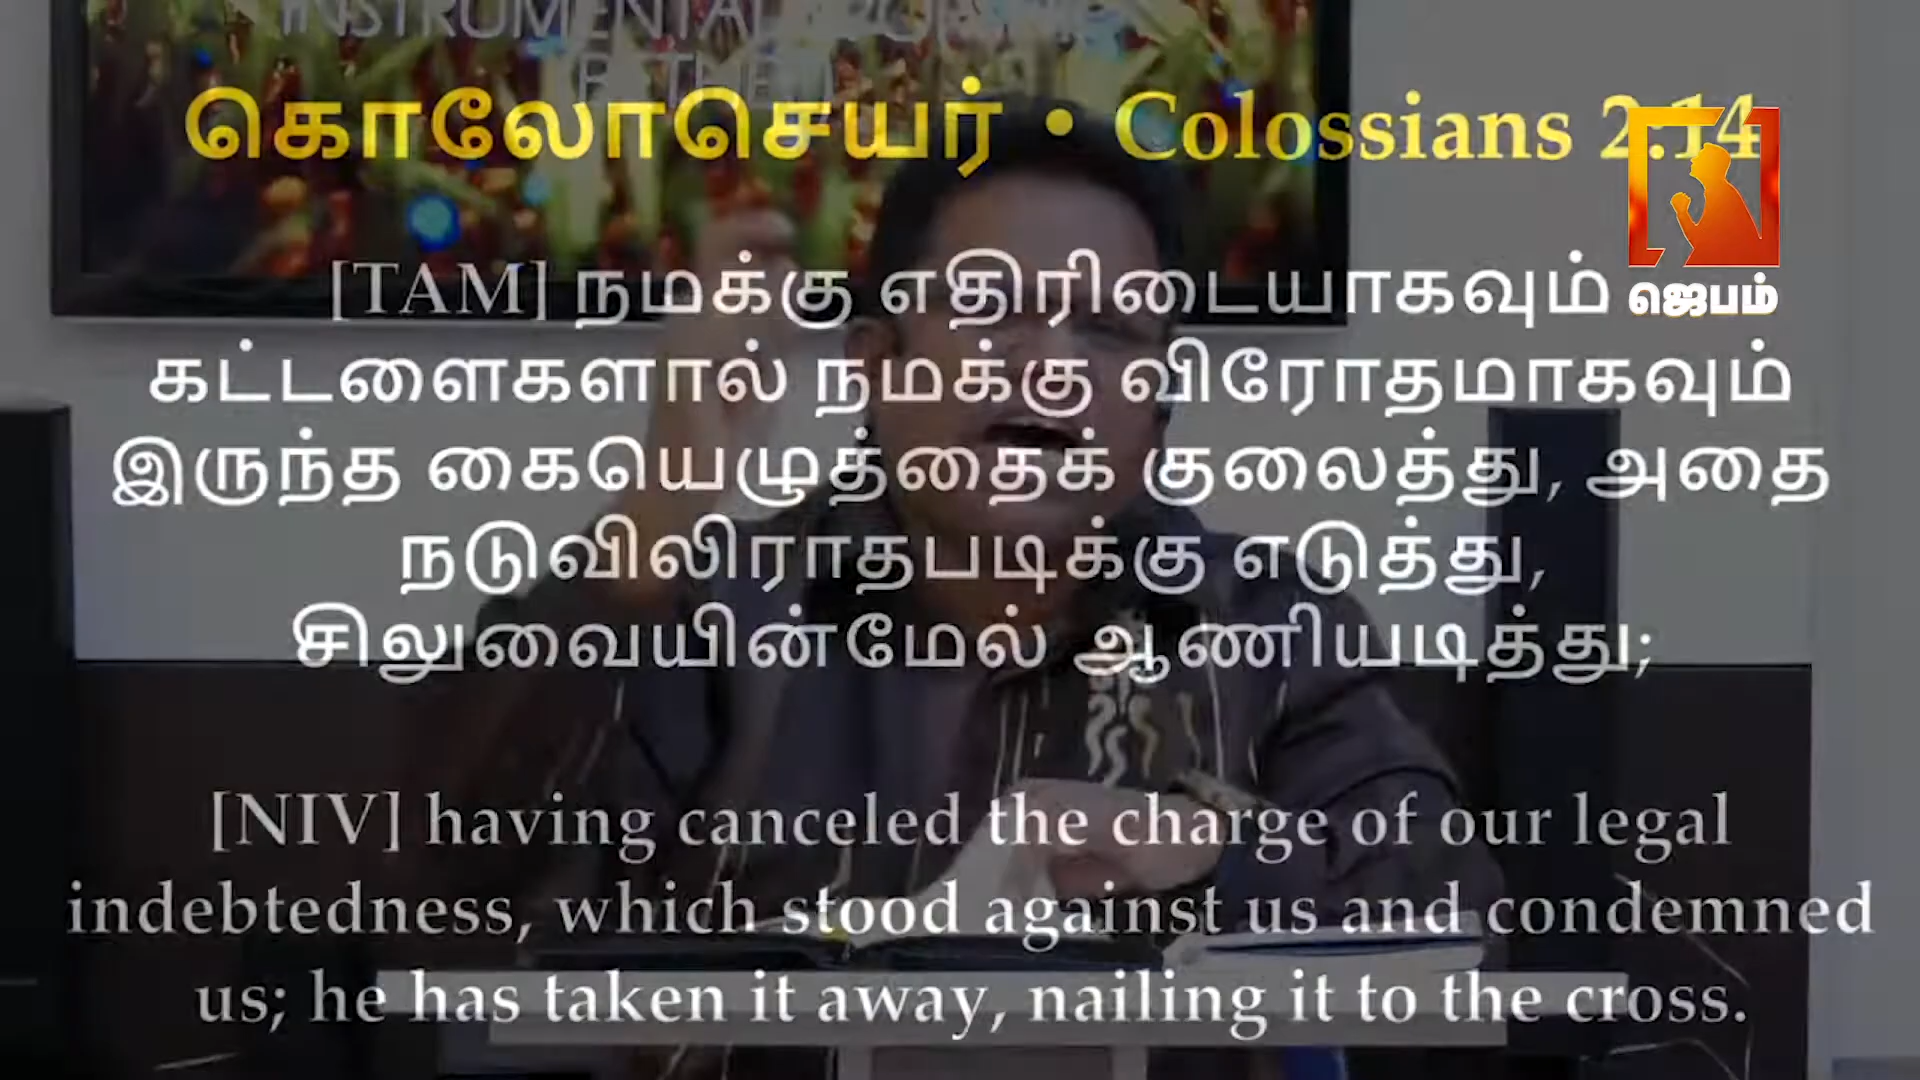 INSTRUMENTAL
கொலோசெயர் • Colossians 2:14
[TAM] நமக்கு எதிரிடையாகவும்
ஜெபம்
கட்டளைகளால் நமக்கு விரோதமாகவும்
இருந்த கையெழுத்தைக் குலைத்து, அதை
நடுவிலிராதபடிக்கு எடுத்து,
சிலுவையின்மேல் ஆணியடித்து;
[NIV] having canceled the charge of our legal
indebtedness, which stood against us and condemned
us; he has taken it away, nailing it to the cross.